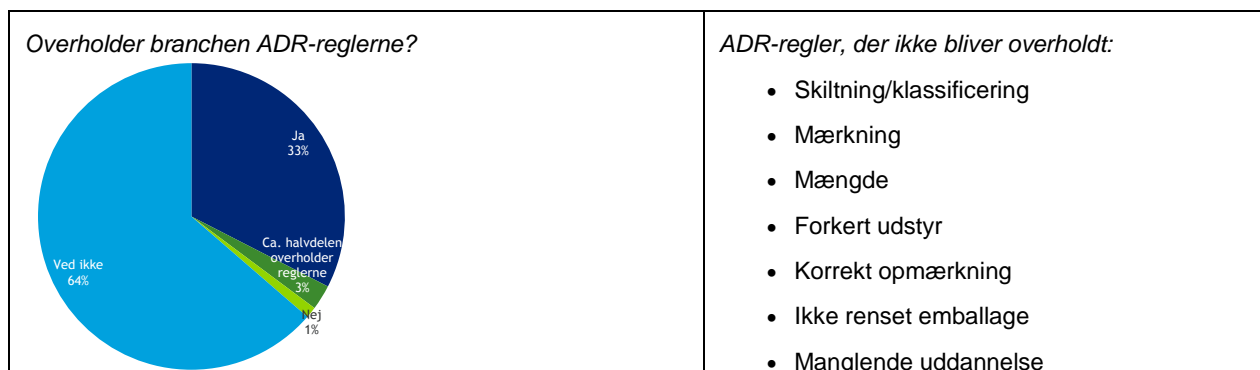 Overholder branchen ADR-reglerne?
Ja
33%
Ca. halvdelen
overholder
reglerne
3%
Nej
1%
Ved ikke
64%
ADR-regler, der ikke bliver overholdt:
• Skiltning/klassificering
• Mærkning
• Mængde
• Forkert udstyr
• Korrekt opmærkning
• Ikke renset emballage
• Manglende uddannelse